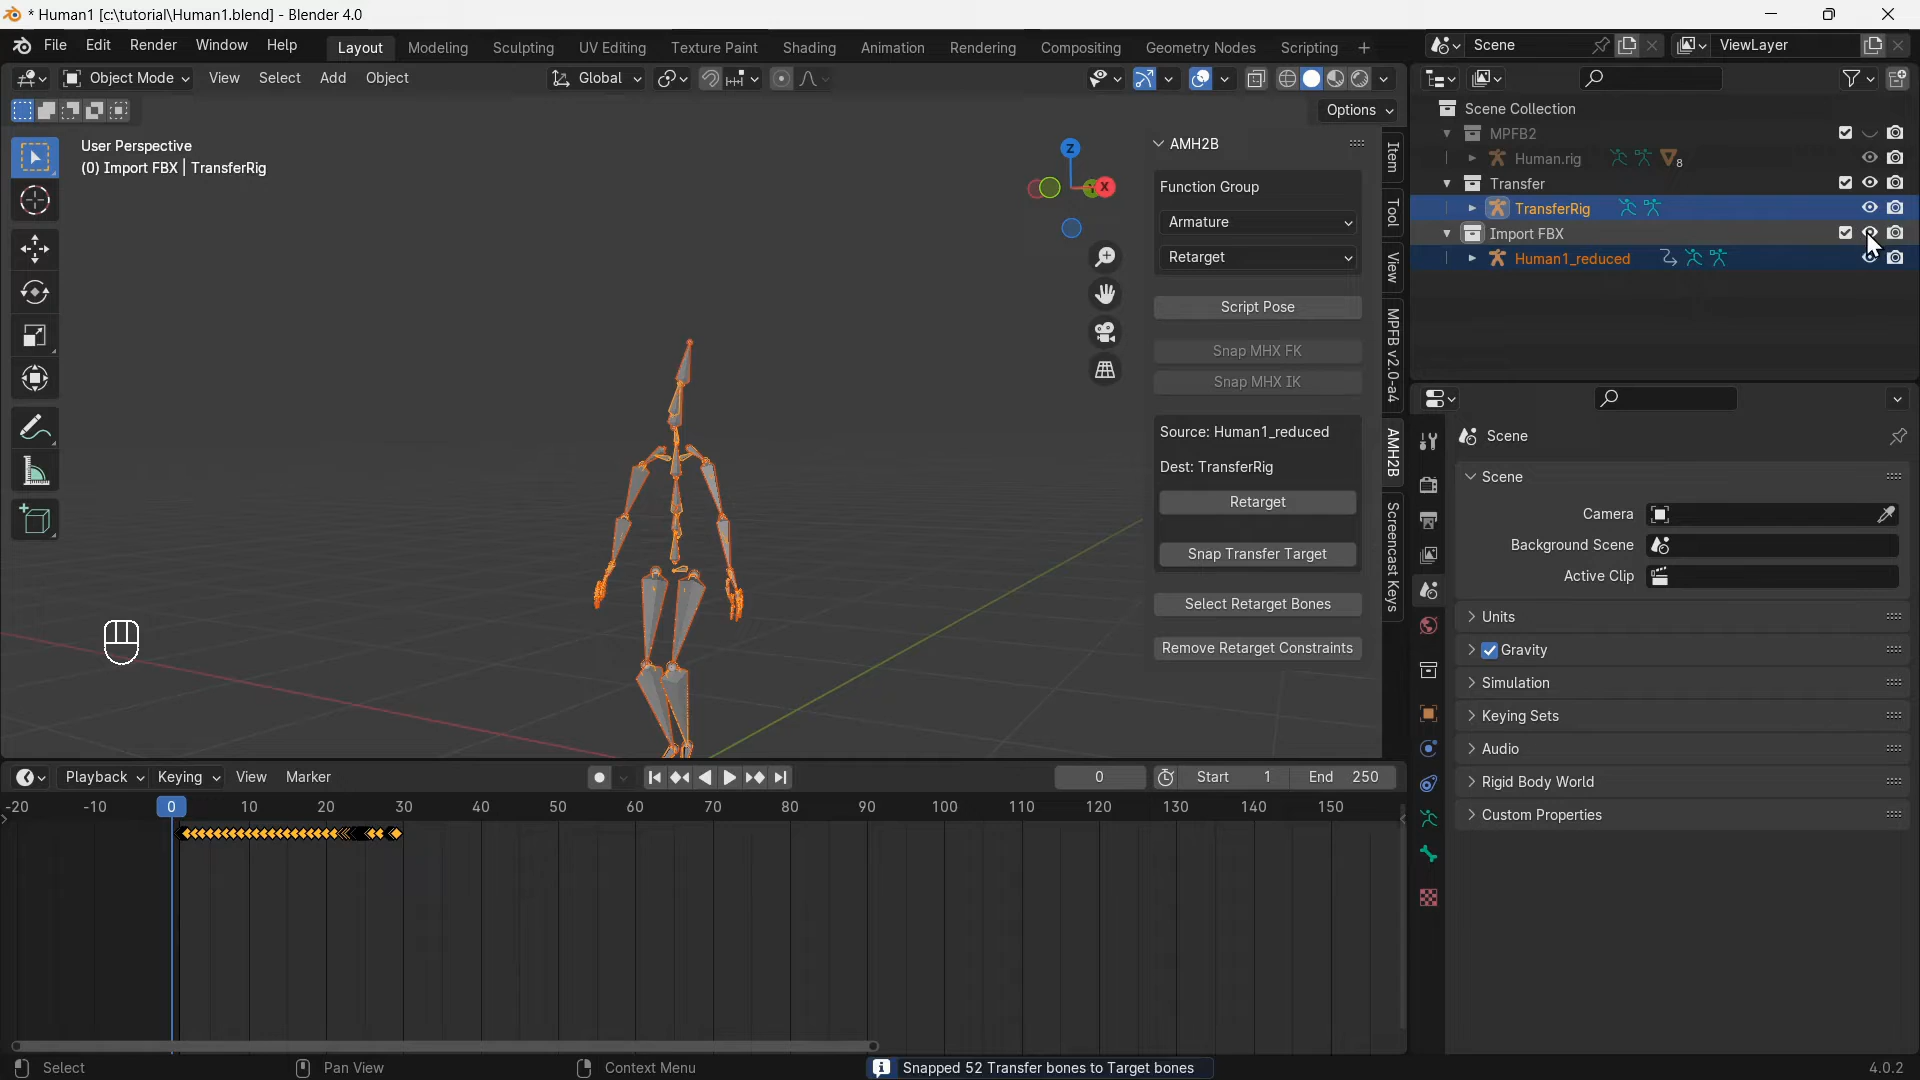 * Human1 [c:\tutorial\Human1.blend] - Blender 4.0
File Edit Render Window Help Layout Modeling Sculpting UV Editing Texture Paint Shading Animation Rendering Compositing Geometry Nodes Scripting + Scene ViewLayer
Object Mode View Select Add Object Global
Options
User Perspective
(0) Import FBX | TransferRig
Z
X
AMH2B
Function Group
Armature
Retarget
Script Pose
Snap MHX FK
Snap MHX IK
Source: Human1_reduced
Dest: TransferRig
Retarget
Snap Transfer Target
Select Retarget Bones
Remove Retarget Constraints
Item
Tool
View
MPFB v2.0-a4
AMH2B
Screencast Keys
Scene Collection
MPFB2
Human.rig 8
Transfer
TransferRig
Import FBX
Human1_reduced
Scene
Scene
Camera
Background Scene
Active Clip
Units
Gravity
Simulation
Keying Sets
Audio
Rigid Body World
Custom Properties
Playback Keying View Marker 0 Start 1 End 250
-20 -10 0 10 20 30 40 50 60 70 80 90 100 110 120 130 140 150
Select Pan View Context Menu Snapped 52 Transfer bones to Target bones 4.0.2